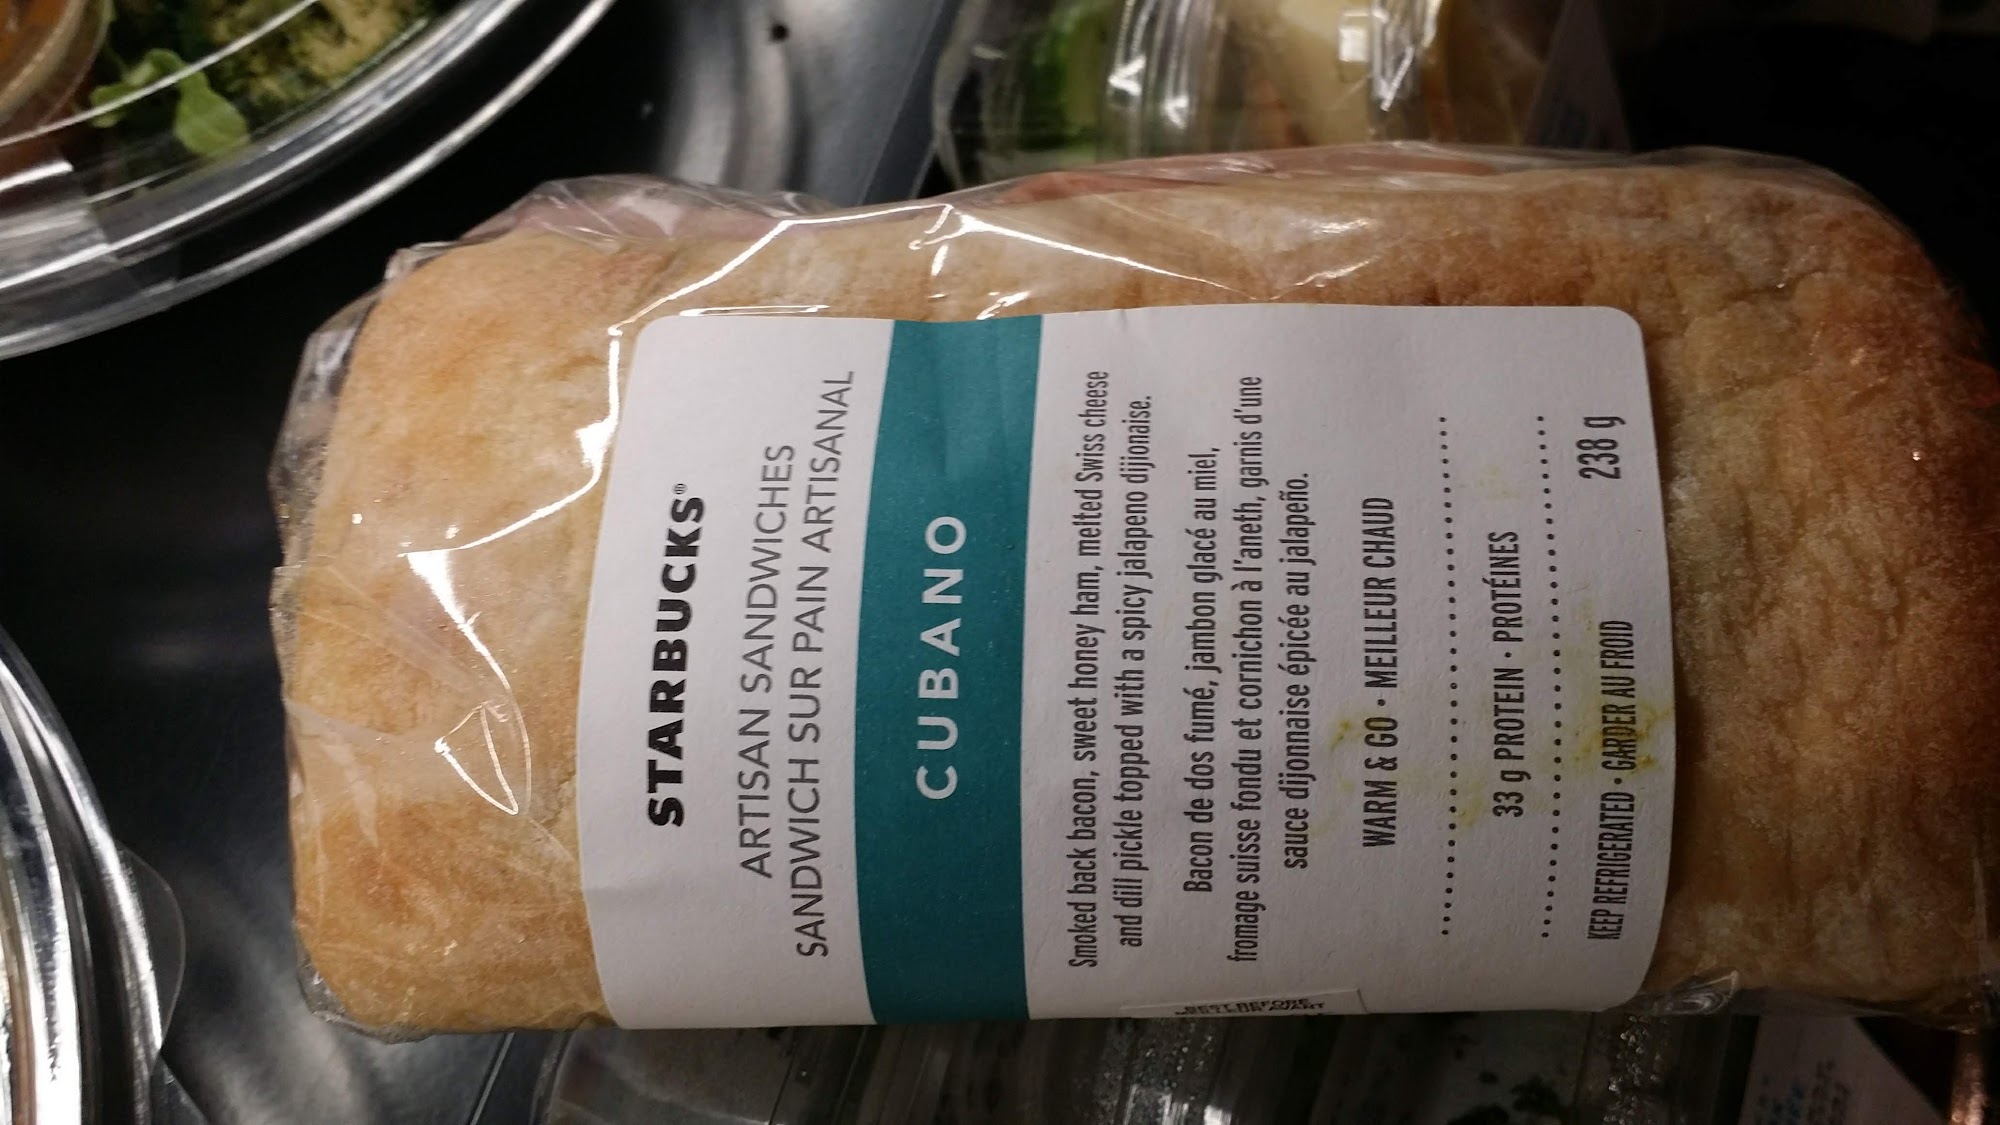 STARBUCKS®
ARTISAN SANDWICHES
SANDWICH SUR PAIN ARTISANAL
CUBANO
Smoked back bacon, sweet honey ham, melted Swiss cheese
and dill pickle topped with a spicy jalapeno dijionaise.
Bacon de dos fumé, jambon glacé au miel,
fromage suisse fondu et cornichon à l'aneth, garnis d'une
sauce dijonnaise épicée au jalapeño.
WARM & GO · MEILLEUR CHAUD
33 g PROTEIN · PROTÉINES
KEEP REFRIGERATED · GARDER AU FROID 238 g
BEST BEFORE